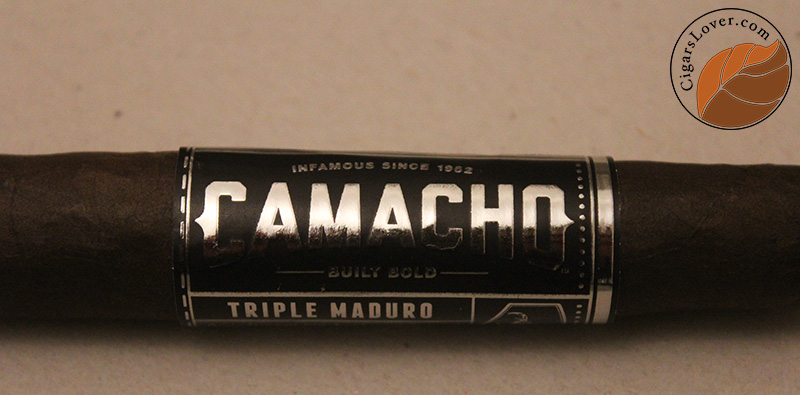 CigarsLover.com
INFAMOUS SINCE 1962
CAMACHO
BUILT BOLD
TRIPLE MADURO